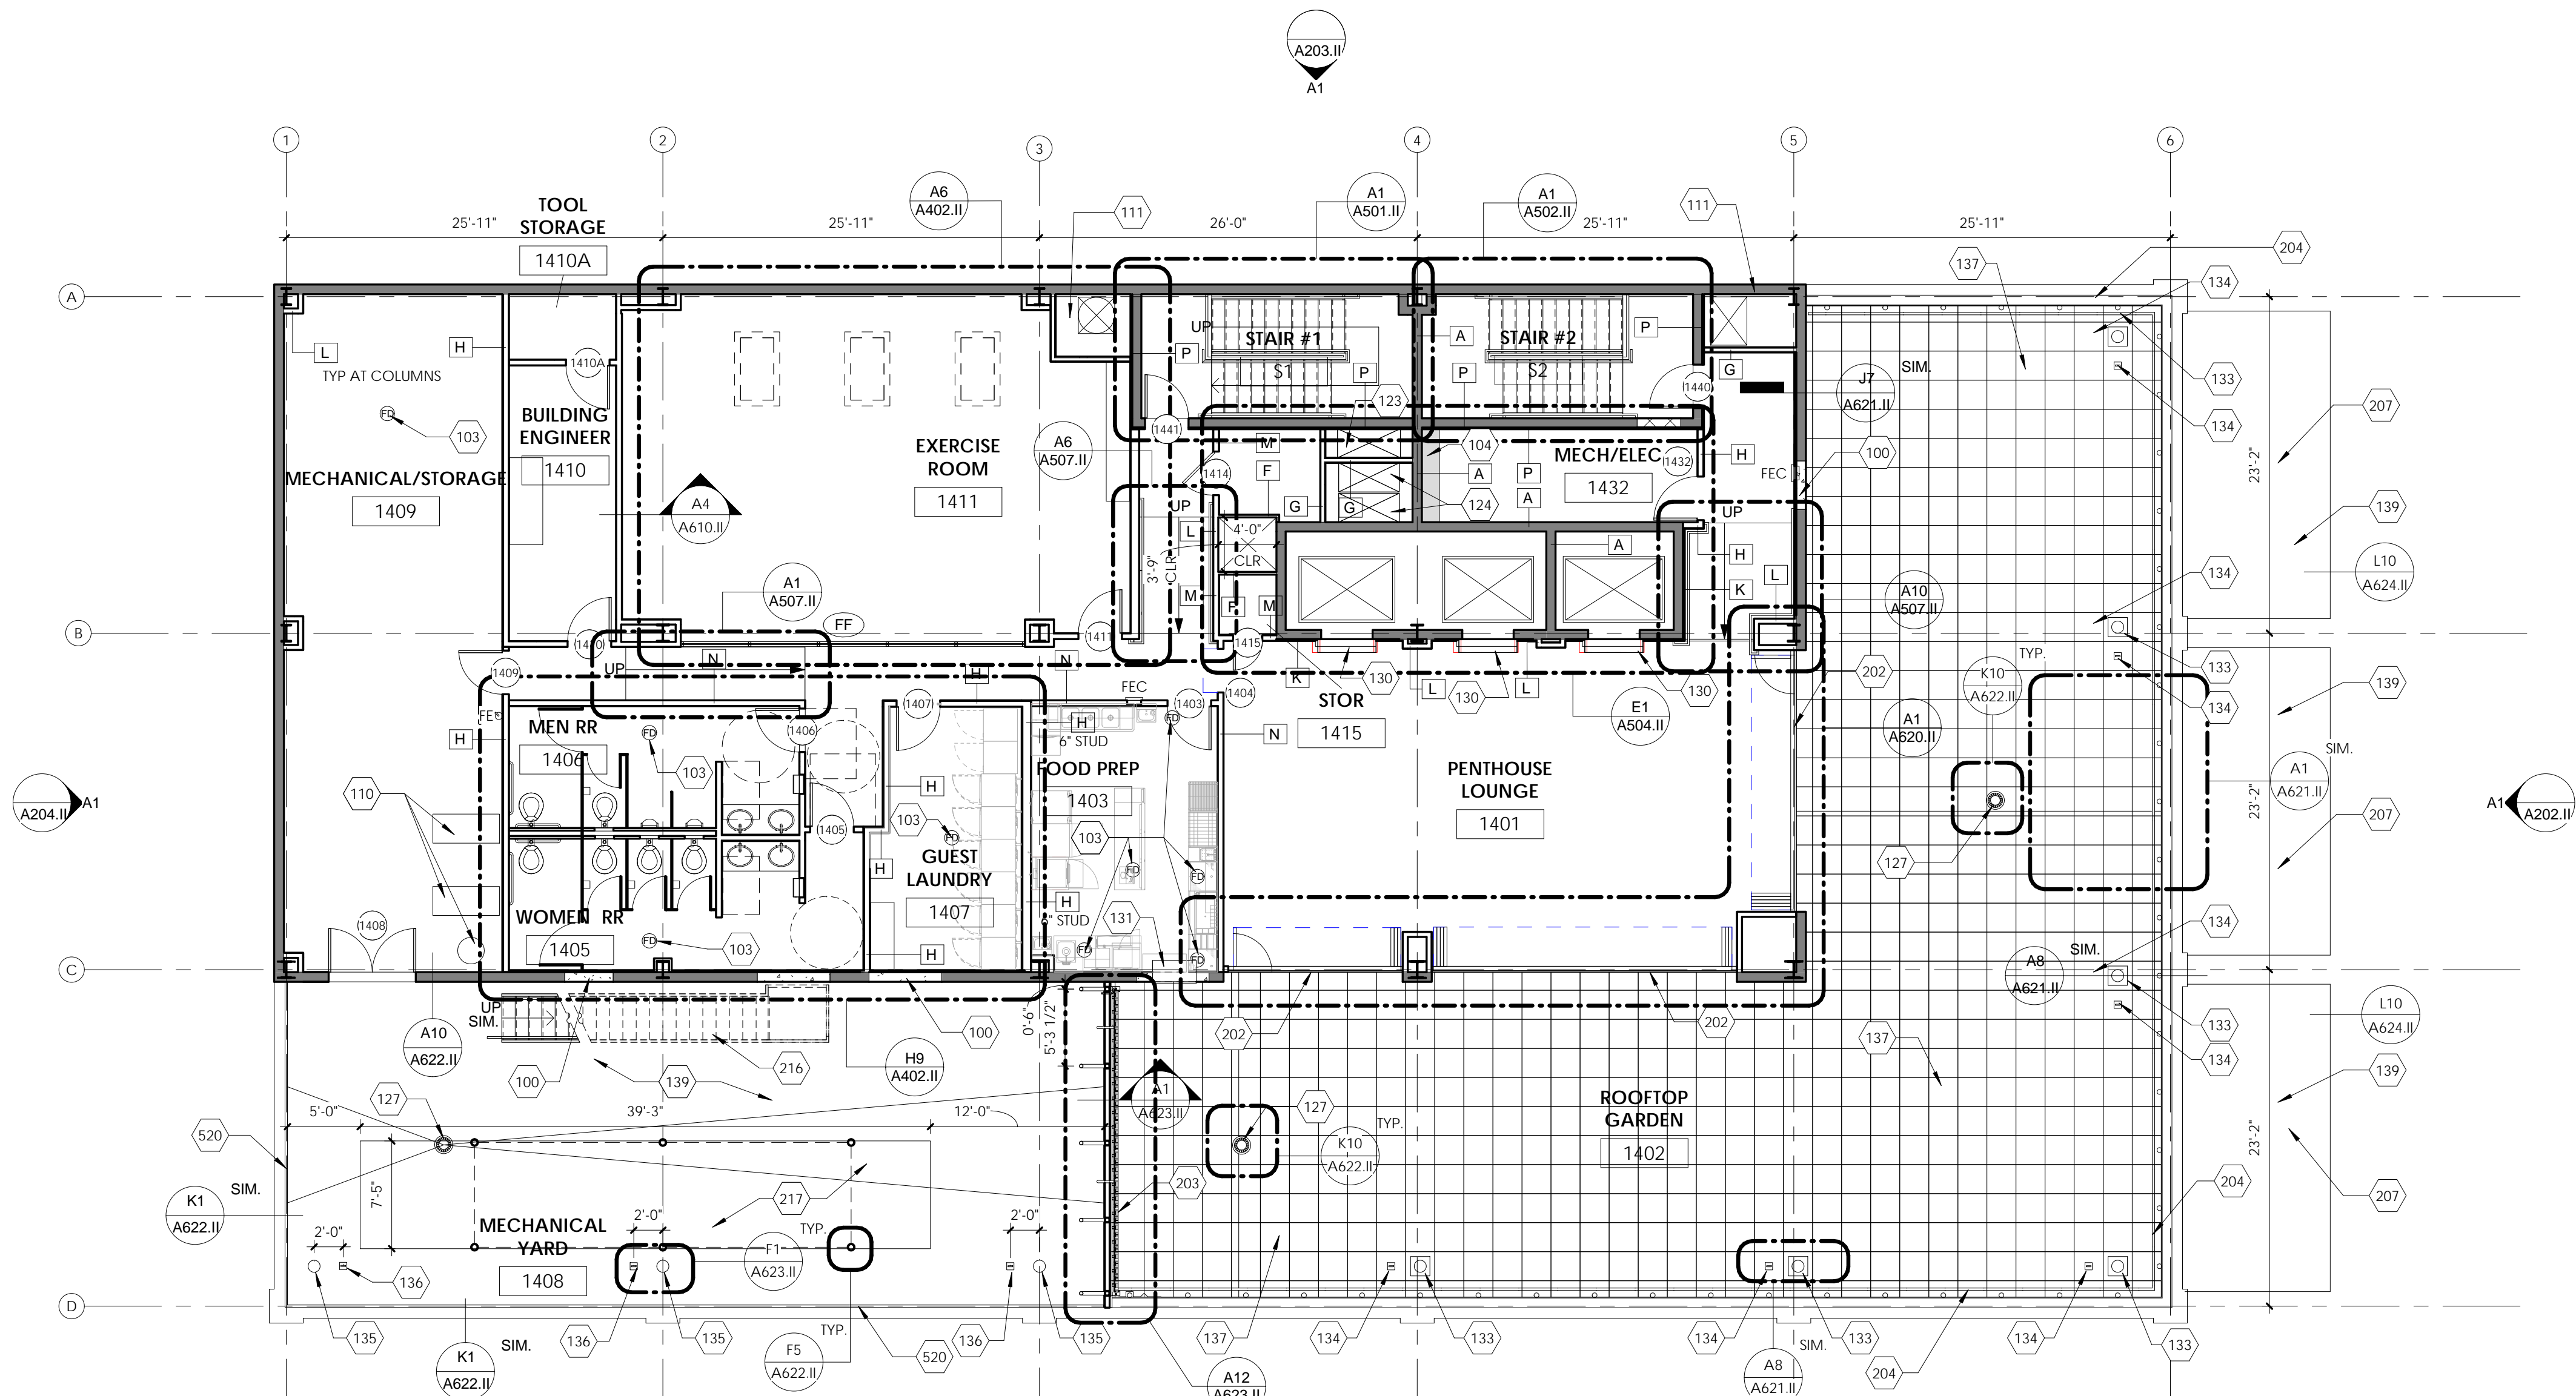 A203.II
A1
1
2
3
4
5
6
A6
A402.II
111
A1
A501.II
A1
A502.II
111
TOOL
STORAGE
1410A
25'-11"
25'-11"
26'-0"
25'-11"
25'-11"
204
137
134
A
UP
STAIR #1
S1
STAIR #2
S2
P
A
P
P
P
G
L
TYP AT COLUMNS
H
1410A
FD
103
BUILDING
ENGINEER
1410
MECHANICAL/STORAGE
1409
EXERCISE
ROOM
1411
A4
A610.II
A6
A507.II
123
1440
J7
A621.II
SIM.
133
134
207
1441
M
104
MECH/ELEC
1432
1432
H
FEC
100
23'-2"
1414
F
A
P
A
G
G
124
139
UP
L
4'-0"
CLR
3'-9"
CLR
A
UP
H
K
L
L10
A624.II
134
A1
A507.II
FF
M
F
M
A10
A507.II
B
1411
1415
133
N
UP
N
H
K
130
L
130
L
130
202
TYP.
K10
A622.II
134
139
1409
FEC
1404
STOR
1415
E1
A504.II
A1
A620.II
SIM.
MEN RR
1406
1407
1403
FD
H
6" STUD
N
H
FD
1406
103
FOOD PREP
1403
PENTHOUSE
LOUNGE
1401
A1
A621.II
A204.II
A1
110
H
103
FD
103
1405
23'-2"
207
A1
A202.II
GUEST
LAUNDRY
1407
H
FD
FD
127
WOMEN RR
1405
H
" STUD
131
134
1408
FD
103
H
FD
FD
C
A8
A621.II
SIM.
UP
SIM.
A10
A622.II
100
216
139
H9
A402.II
100
0'-6"
5'-3 1/2"
202
202
137
133
134
L10
A624.II
139
127
5'-0"
39'-3"
12'-0"
A1
A623.II
127
TYP.
K10
A622.II
ROOFTOP
GARDEN
1402
23'-2"
520
7'-5"
K1
A622.II
SIM.
217
203
204
207
2'-0"
MECHANICAL
YARD
1408
2'-0"
TYP.
F1
A623.II
2'-0"
136
D
135
136
135
TYP.
136
135
137
134
133
134
133
134
133
SIM.
K1
A622.II
SIM.
F5
A622.II
520
A12
A623.II
A8
A621.II
204